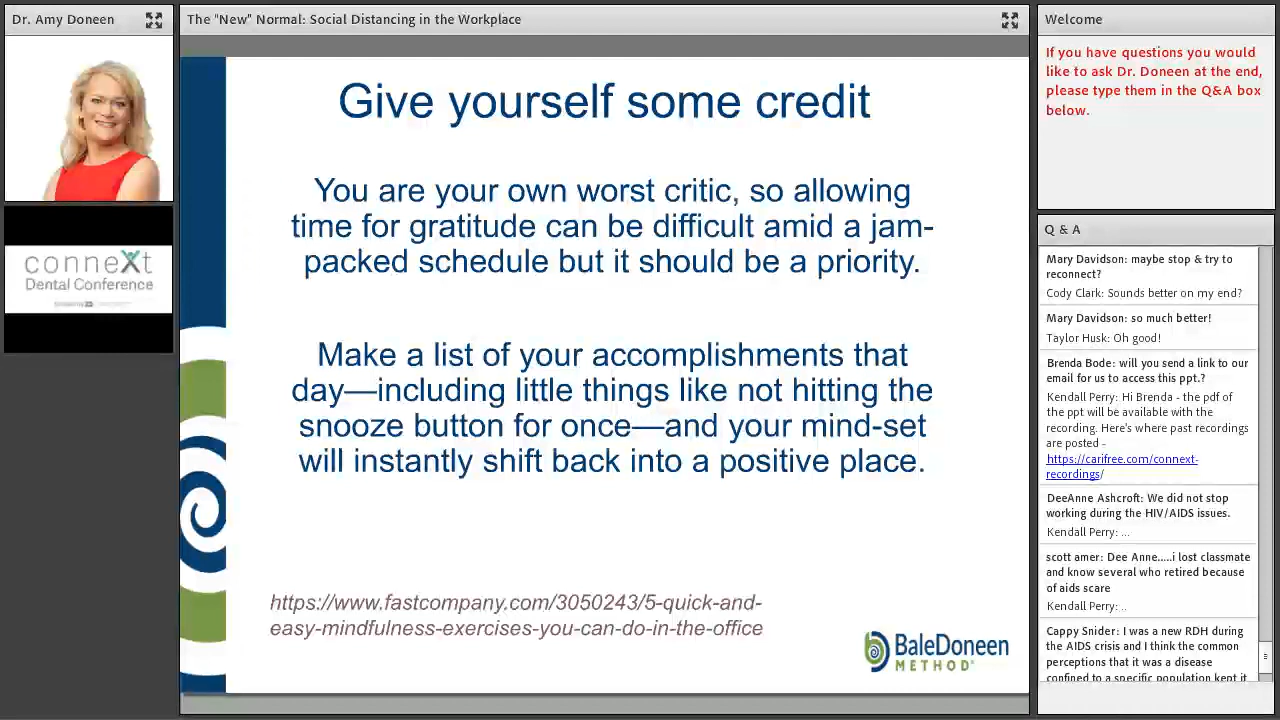 Dr. Amy Doneen
conneXt
Dental Conference
The "New" Normal: Social Distancing in the Workplace
Give yourself some credit
You are your own worst critic, so allowing
time for gratitude can be difficult amid a jam-
packed schedule but it should be a priority.
Make a list of your accomplishments that
day—including little things like not hitting the
snooze button for once—and your mind-set
will instantly shift back into a positive place.
https://www.fastcompany.com/3050243/5-quick-and-
easy-mindfulness-exercises-you-can-do-in-the-office
BaleDoneen
METHOD®
Welcome
If you have questions you would
like to ask Dr. Doneen at the end,
please type them in the Q&A box
below.
Q & A
Mary Davidson: maybe stop & try to
reconnect?
Cody Clark: Sounds better on my end?
Mary Davidson: so much better!
Taylor Husk: Oh good!
Brenda Bode: will you send a link to our
email for us to access this ppt.?
Kendall Perry: Hi Brenda - the pdf of
the ppt will be available with the
recording. Here's where past recordings
are posted -
https://carifree.com/connext-
recordings/
DeeAnne Ashcroft: We did not stop
working during the HIV/AIDS issues.
Kendall Perry: ...
scott amer: Dee Anne.....i lost classmate
and know several who retired because
of aids scare
Kendall Perry: ..
Cappy Snider: I was a new RDH during
the AIDS crisis and I think the common
perceptions that it was a disease
confined to a specific population kept it